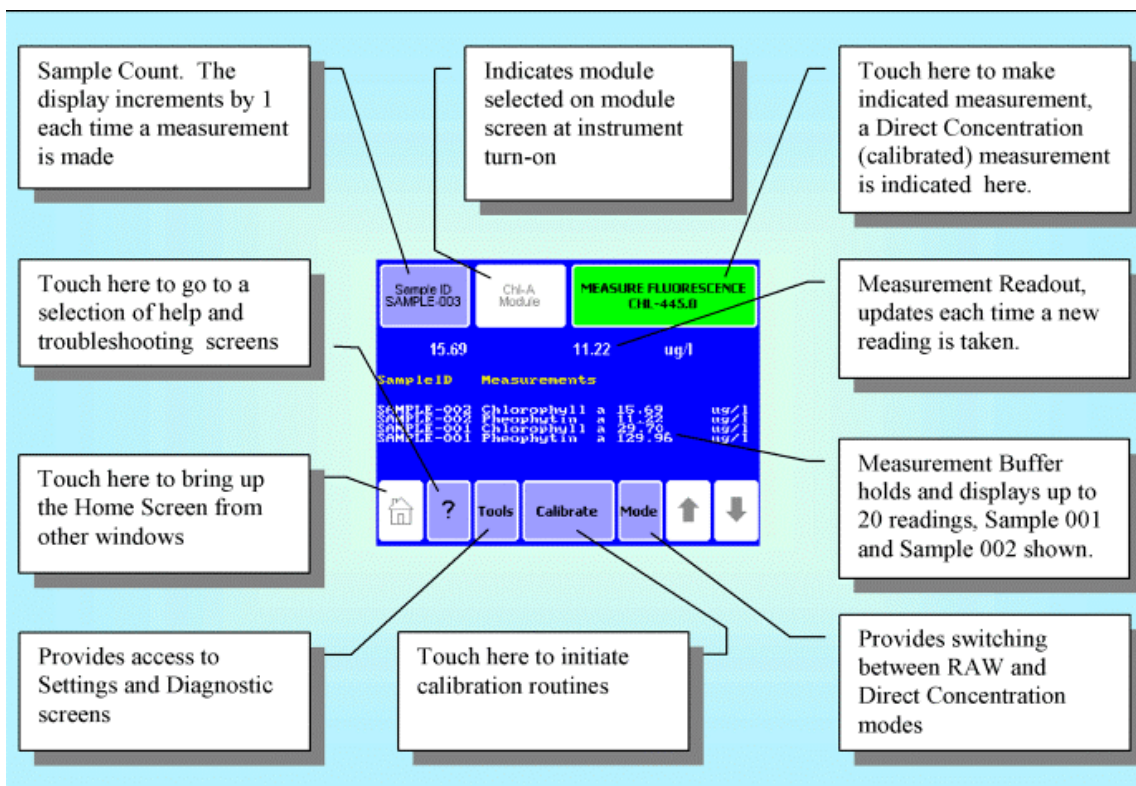 Sample Count. The
display increments by 1
each time a measurement
is made
Indicates module
selected on module
screen at instrument
turn-on
Touch here to make
indicated measurement,
a Direct Concentration
(calibrated) measurement
is indicated here.
Touch here to go to a
selection of help and
troubleshooting screens
Sample ID
SAMPLE-003
Chl-A
Module
MEASURE FLUORESCENCE
CHL-445.0
15.69 11.22 ug/l
SampleID Measurements
SAMPLE-002 Chlorophyll a 15.69 ug/l
SAMPLE-002 Pheophytin a 11.22 ug/l
SAMPLE-001 Chlorophyll a 29.70 ug/l
SAMPLE-001 Pheophytin a 129.96 ug/l
Measurement Readout,
updates each time a new
reading is taken.
Touch here to bring up
the Home Screen from
other windows
? Tools Calibrate Mode
Measurement Buffer
holds and displays up to
20 readings, Sample 001
and Sample 002 shown.
Provides access to
Settings and Diagnostic
screens
Touch here to initiate
calibration routines
Provides switching
between RAW and
Direct Concentration
modes